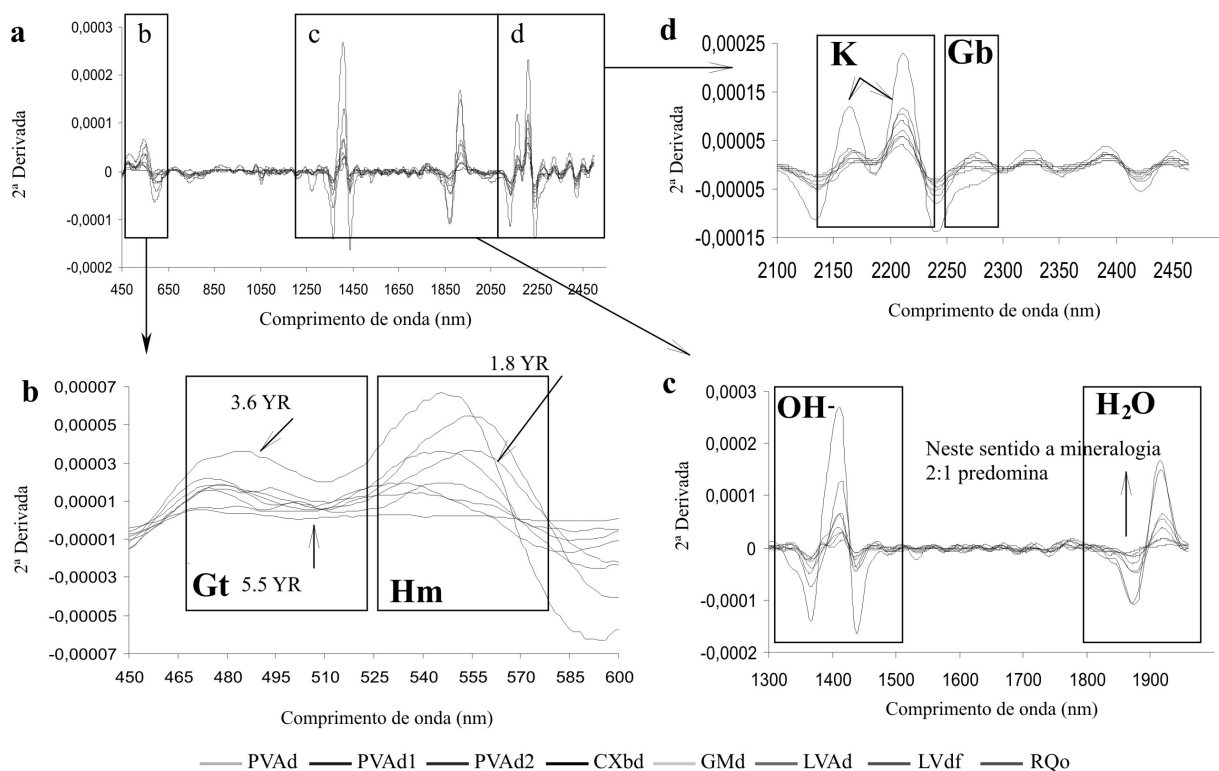 a
b
c
d
0,0003
0,0002
0,0001
0
-0,0001
-0,0002
2ª Derivada
450 650 850 1050 1250 1450 1650 1850 2050 2250 2450
Comprimento de onda (nm)
d
K
Gb
0,00025
0,00015
0,00005
-0,00005
-0,00015
2ª Derivada
2100 2150 2200 2250 2300 2350 2400 2450
Comprimento de onda (nm)
b
3.6 YR
1.8 YR
5.5 YR
Gt
Hm
0,00007
0,00005
0,00003
0,00001
-0,00001
-0,00003
-0,00005
-0,00007
2ª Derivada
450 465 480 495 510 525 540 555 570 585 600
Comprimento de onda (nm)
c
OH-
H₂O
Neste sentido a mineralogia
2:1 predomina
0,0003
0,0002
0,0001
0
-0,0001
-0,0002
2ª Derivada
1300 1400 1500 1600 1700 1800 1900
Comprimento de onda (nm)
PVAd PVAd1 PVAd2 CXbd GMd LVAd LVdf RQo